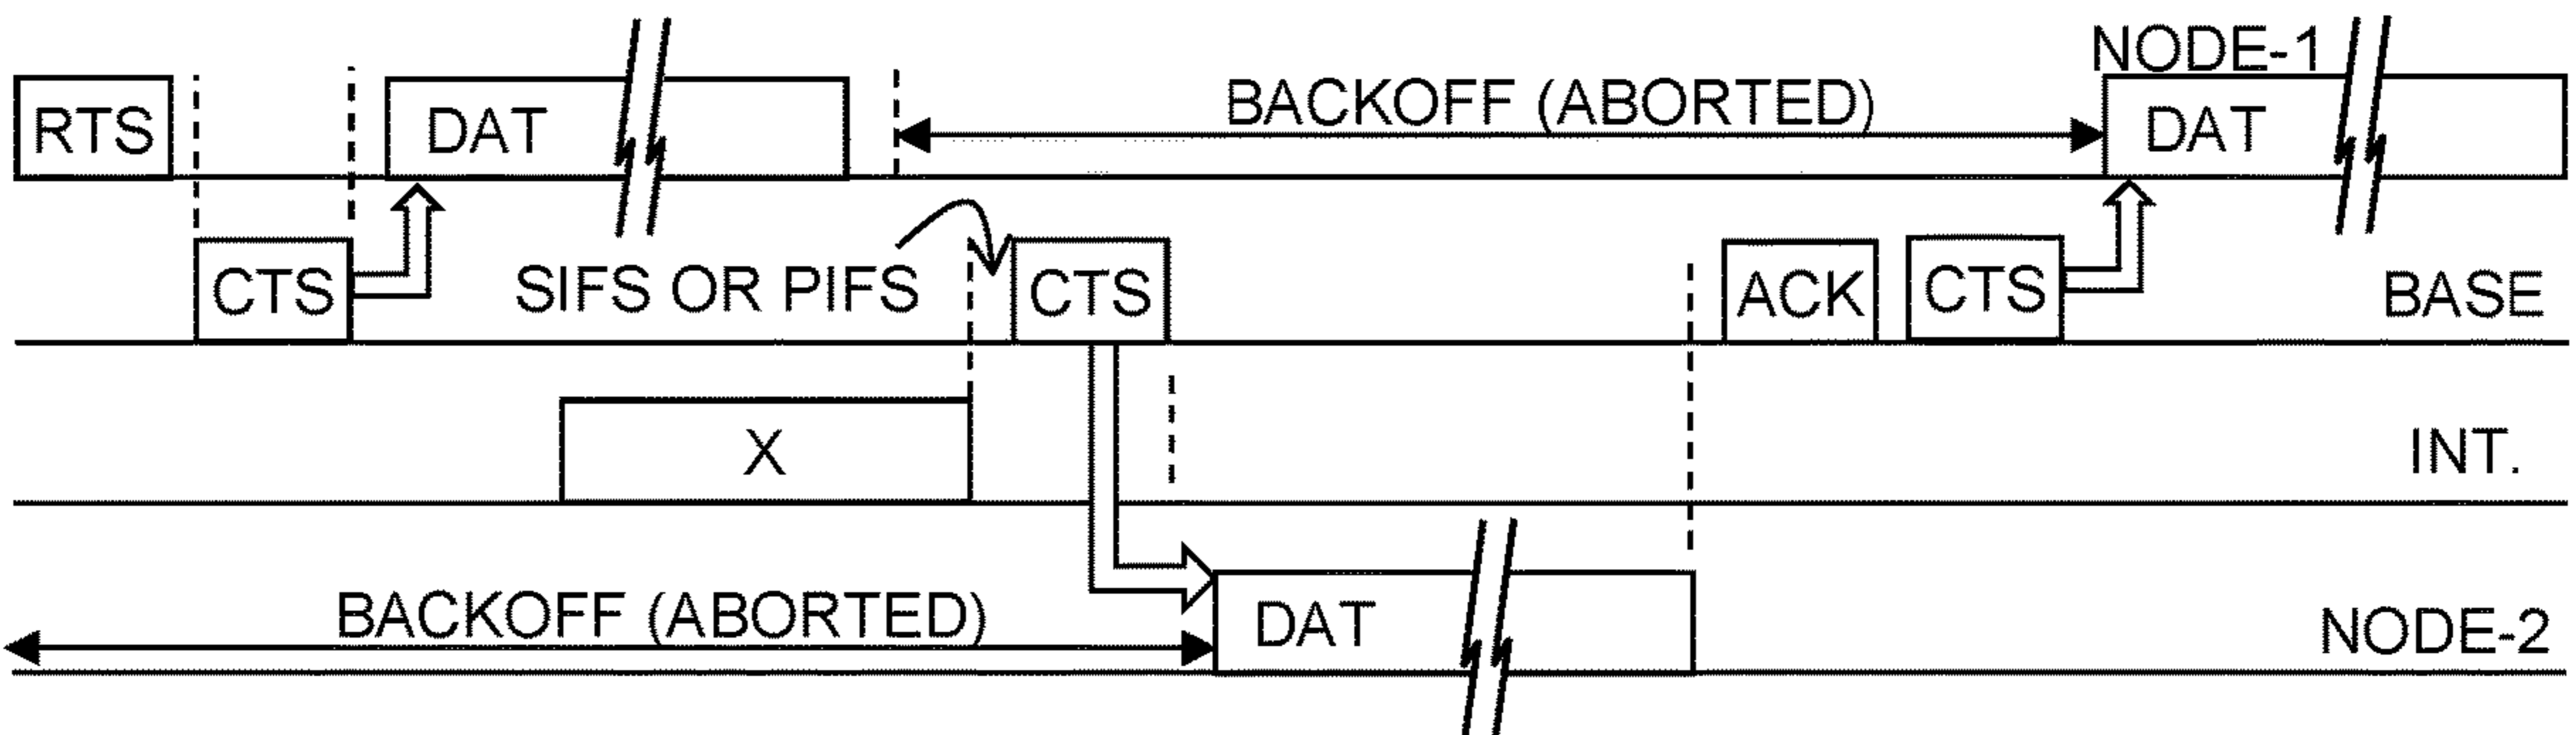 NODE-1
RTS
DAT
BACKOFF (ABORTED)
DAT
CTS
SIFS OR PIFS
CTS
ACK
CTS
BASE
X
INT.
BACKOFF (ABORTED)
DAT
NODE-2